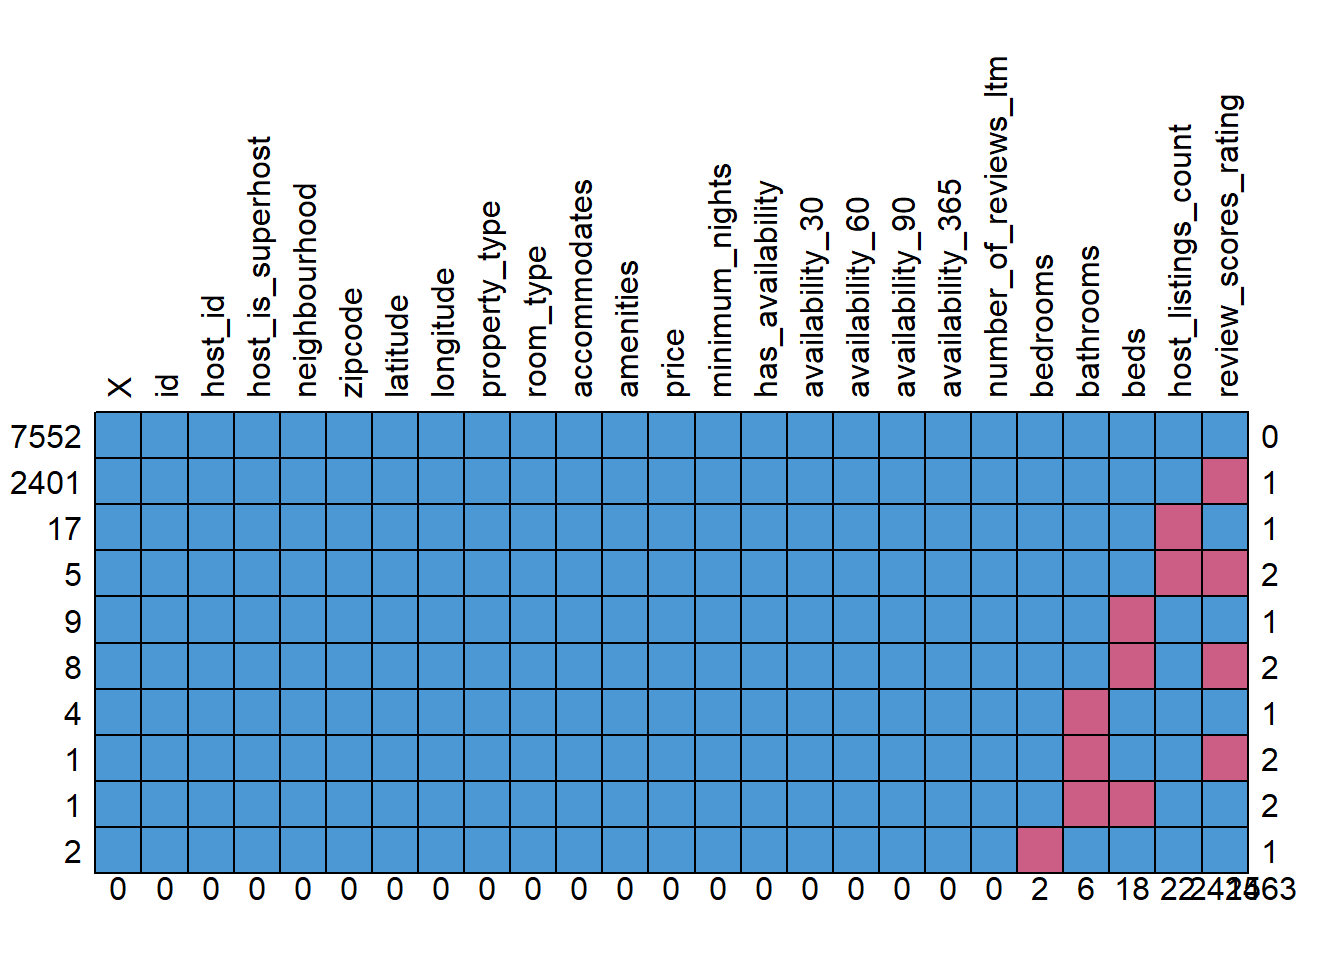 X
id
host_id
host_is_superhost
neighbourhood
zipcode
latitude
longitude
property_type
room_type
accommodates
amenities
price
minimum_nights
has_availability
availability_30
availability_60
availability_90
availability_365
number_of_reviews_ltm
bedrooms
bathrooms
beds
host_listings_count
review_scores_rating
7552 0
2401 1
17 1
5 2
9 1
8 2
4 1
1 2
1 2
2 1
0 0 0 0 0 0 0 0 0 0 0 0 0 0 0 0 0 0 0 0 2 6 18 22 2415 2463